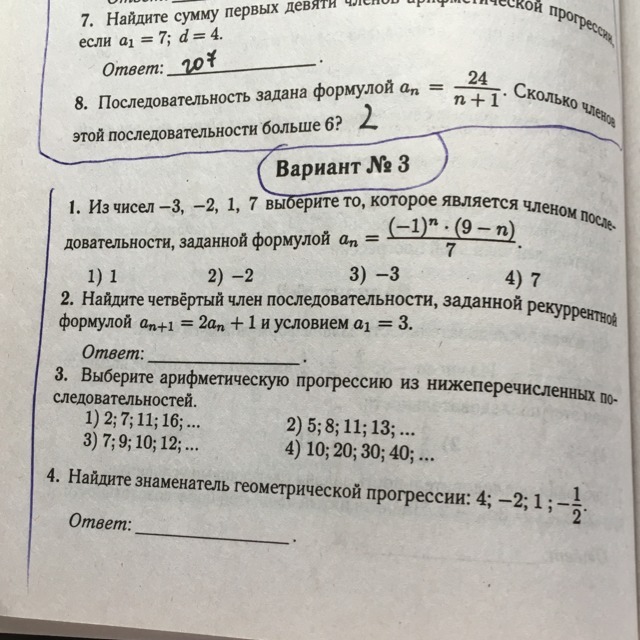 7. Найдите сумму первых девяти членов арифметической прогрессии,
если a₁ = 7; d = 4.
Ответ: 207.
8. Последовательность задана формулой aₙ = 24/(n + 1). Сколько членов
этой последовательности больше 6? 2
Вариант № 3
1. Из чисел −3, −2, 1, 7 выберите то, которое является членом после-
довательности, заданной формулой aₙ = (−1)ⁿ · (9 − n)/7.
1) 1 2) −2 3) −3 4) 7
2. Найдите четвёртый член последовательности, заданной рекуррентной
формулой aₙ₊₁ = 2aₙ + 1 и условием a₁ = 3.
Ответ: ____________.
3. Выберите арифметическую прогрессию из нижеперечисленных по-
следовательностей.
1) 2; 7; 11; 16; ... 2) 5; 8; 11; 13; ...
3) 7; 9; 10; 12; ... 4) 10; 20; 30; 40; ...
4. Найдите знаменатель геометрической прогрессии: 4; −2; 1; −1/2.
Ответ: ____________.